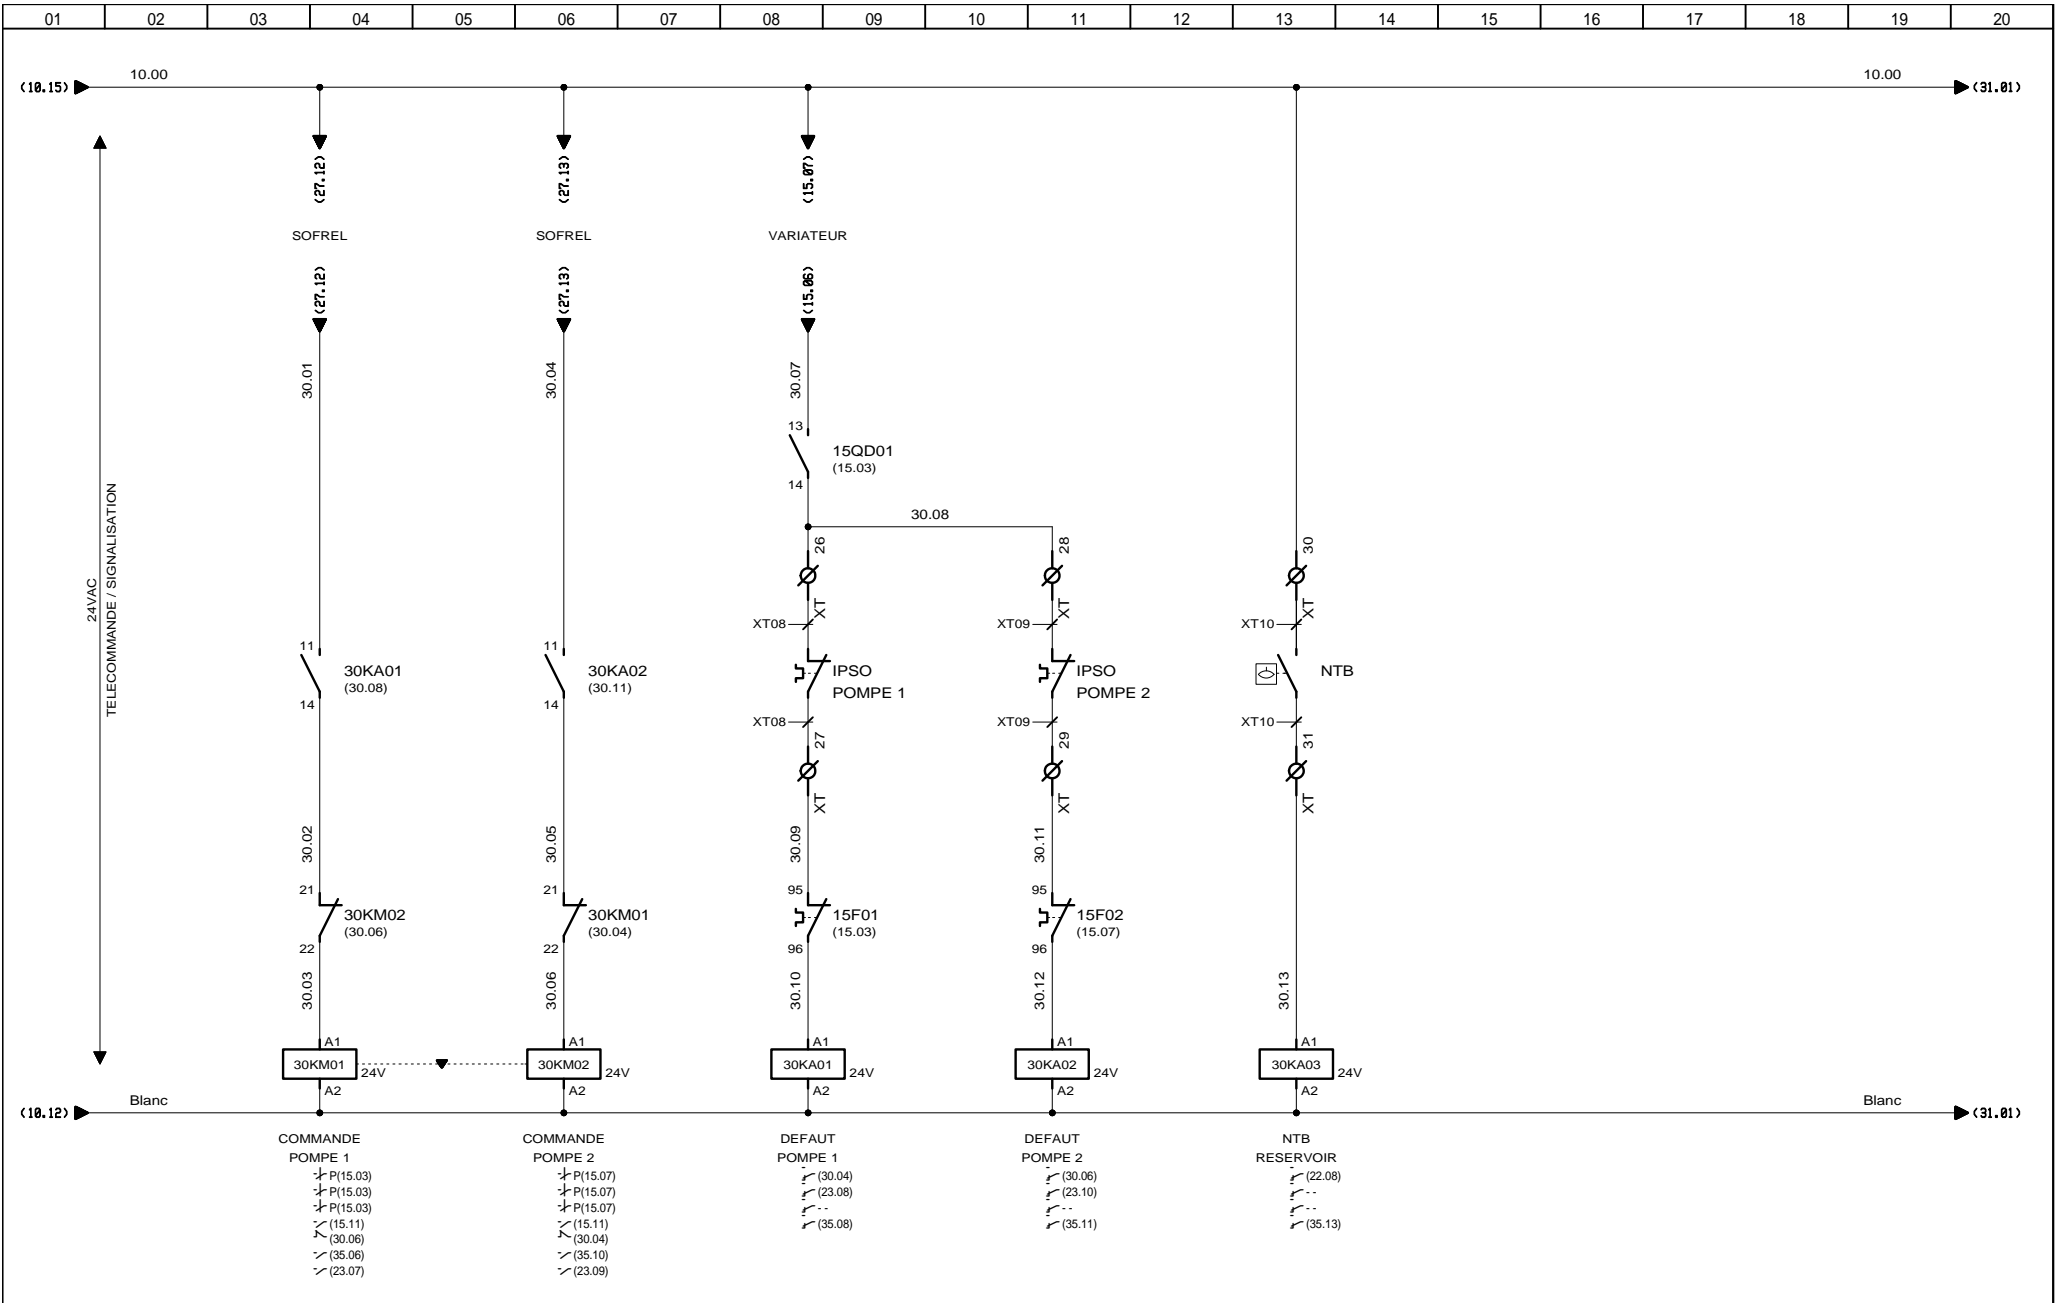 01 02 03 04 05 06 07 08 09 10 11 12 13 14 15 16 17 18 19 20
10.00 10.00
(10.15) (31.01)
(27.12) (27.13) (15.07)
SOFREL SOFREL VARIATEUR
(27.12) (27.13) (15.06)
30.01 30.04 30.07
13
15QD01
(15.03)
14
30.08
24VAC
TELECOMMANDE / SIGNALISATION
26 28 30
XT XT XT
XT08 XT09 XT10
11 11
30KA01 30KA02 IPSO IPSO NTB
(30.08) (30.11) POMPE 1 POMPE 2
14 14
XT08 XT09 XT10
27 29 31
XT XT XT
30.02 30.05 30.09 30.11
21 21 95 95
30KM02 30KM01 15F01 15F02
(30.06) (30.04) (15.03) (15.07)
22 22 96 96
30.03 30.06 30.10 30.12 30.13
A1 A1 A1 A1 A1
30KM01 30KM02 30KA01 30KA02 30KA03
24V 24V 24V 24V 24V
A2 A2 A2 A2 A2
Blanc Blanc
(10.12) (31.01)
COMMANDE COMMANDE DEFAUT DEFAUT NTB
POMPE 1 POMPE 2 POMPE 1 POMPE 2 RESERVOIR
P(15.03) P(15.07) (30.04) (30.06) (22.08)
P(15.03) P(15.07) (23.08) (23.10) --
P(15.03) P(15.07) -- -- --
(15.11) (15.11) (35.08) (35.11) (35.13)
(30.06) (30.04)
(35.06) (35.10)
(23.07) (23.09)